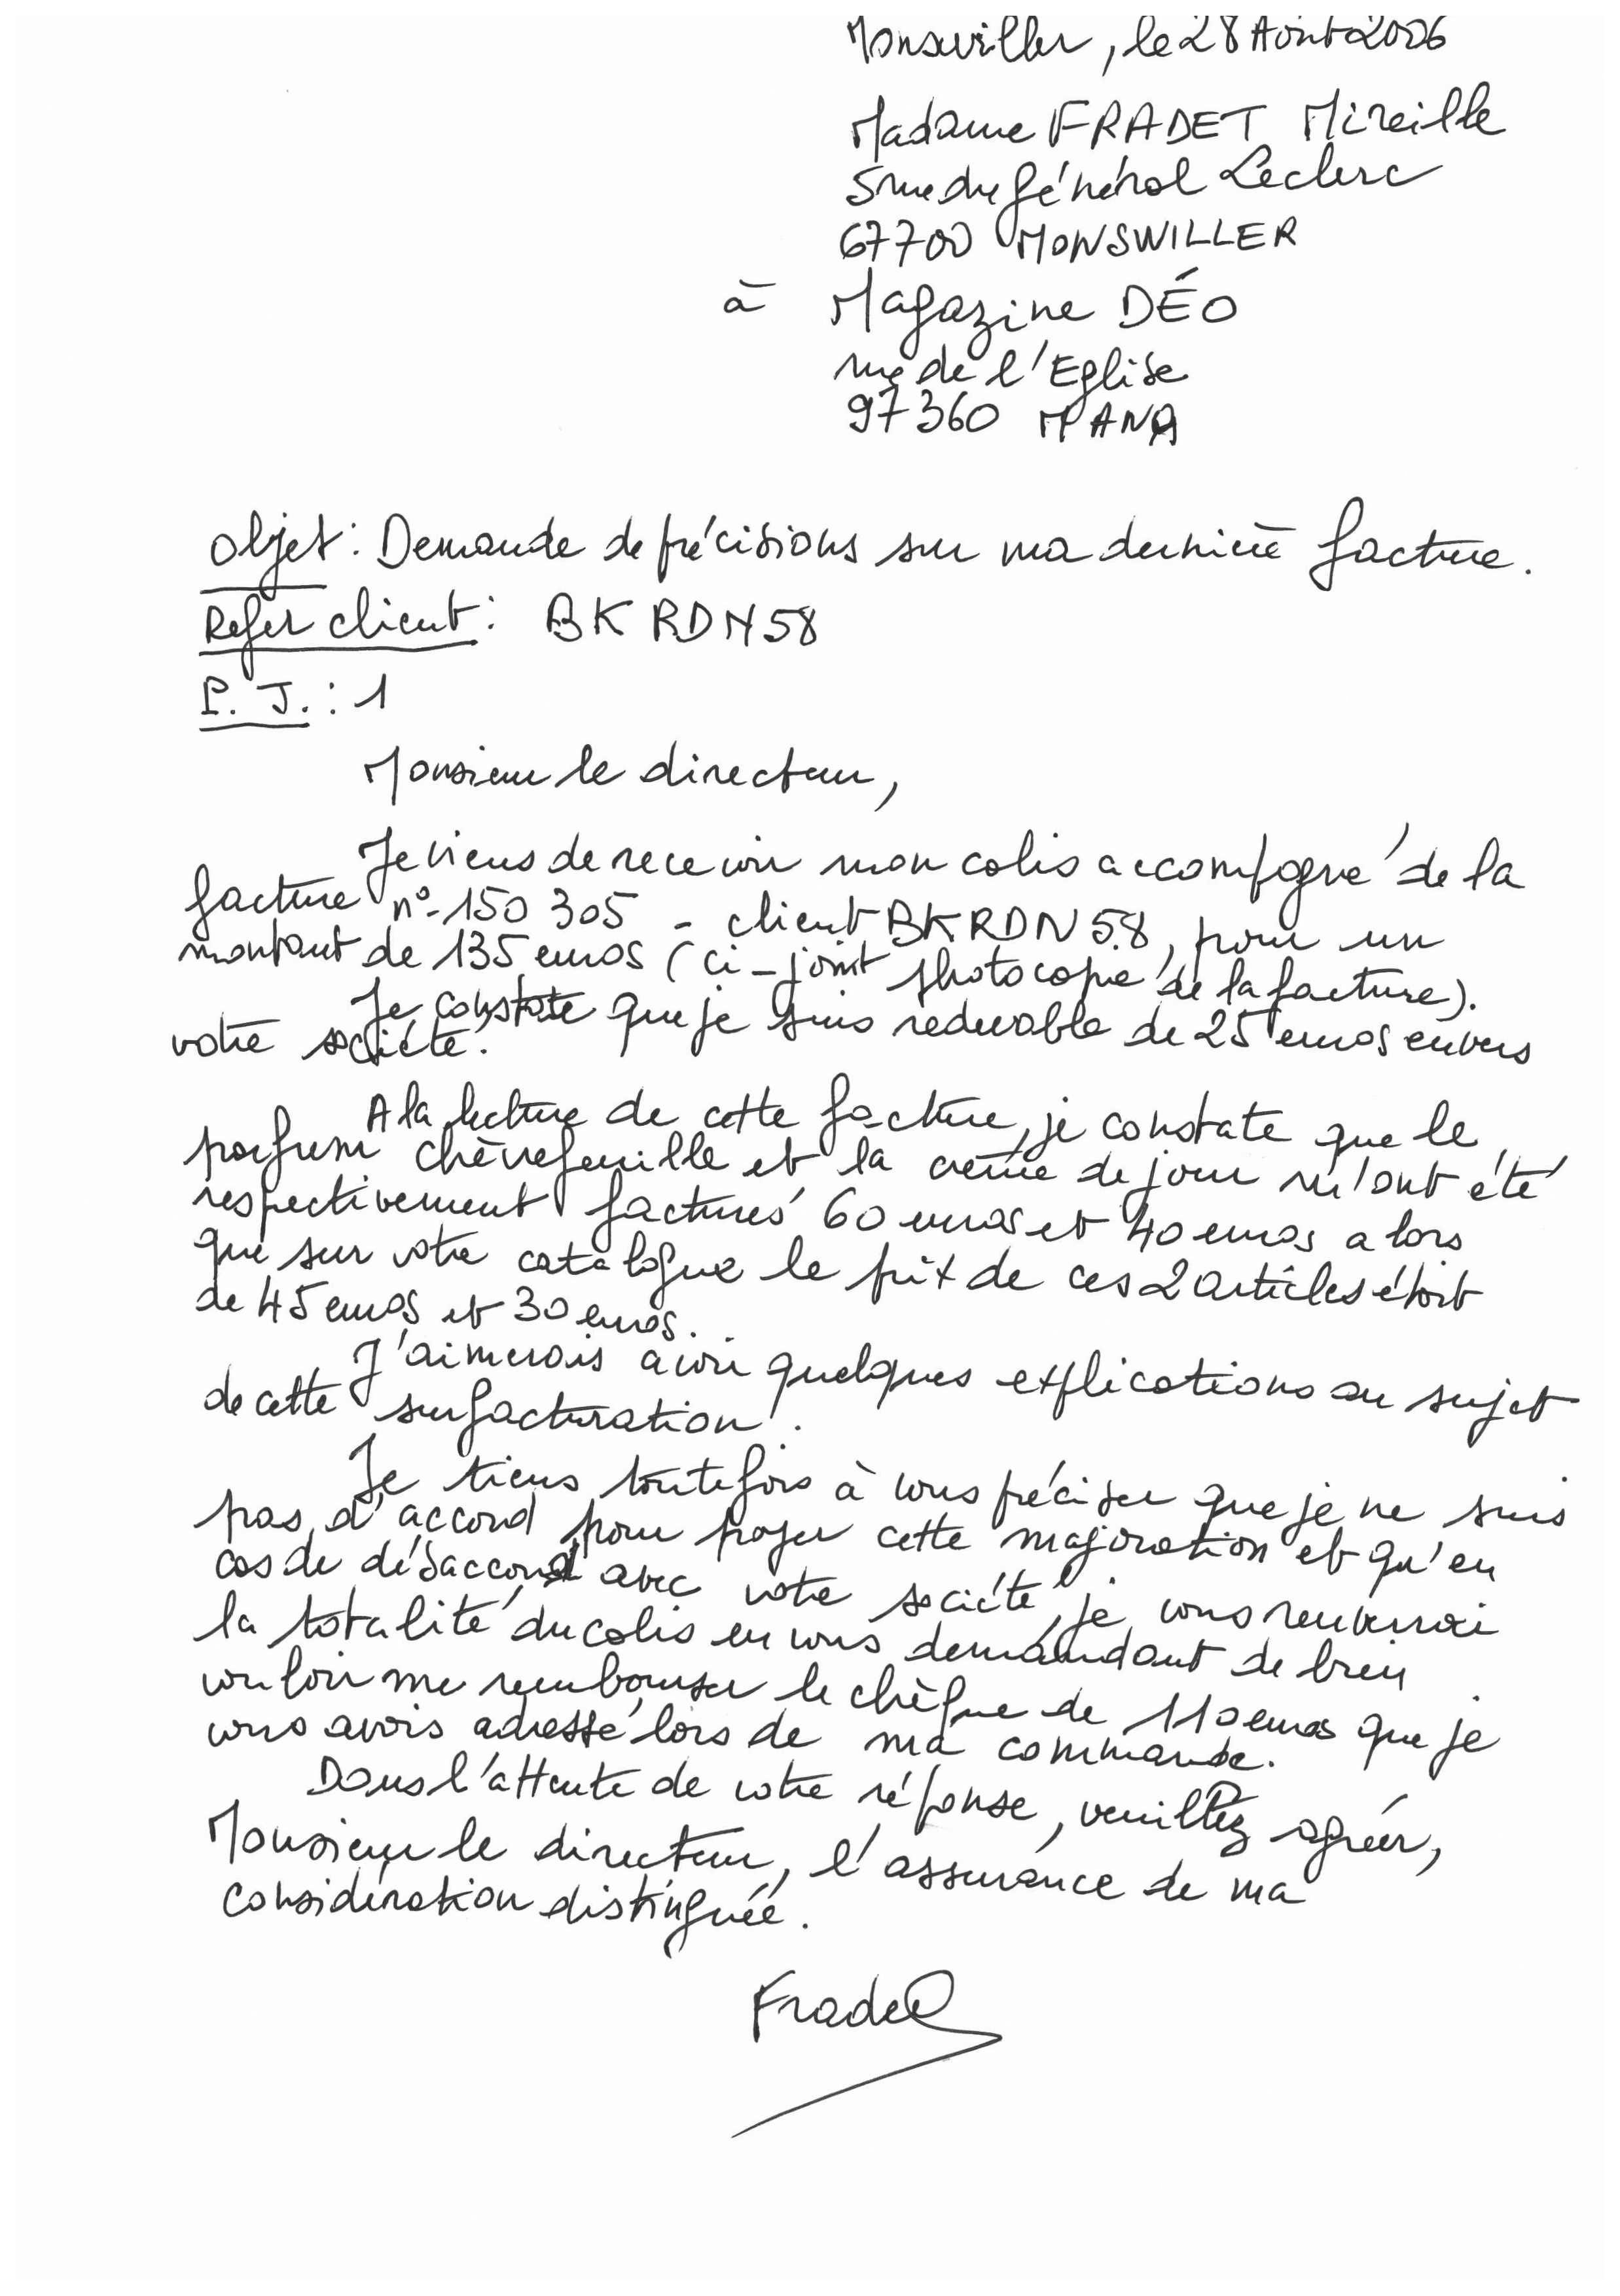 Monswiller, le 28 Août 2006
Madame FRADET Mireille
5 rue du Général Leclerc
67700 MONSWILLER
à Magazine DÉO
rue de l'Eglise
97360 MANA
Objet : Demande de précisions sur ma dernière facture.
Refer client : BKRDN58
P. J. : 1
Monsieur le directeur,
Je viens de recevoir mon colis accompagné de la
facture n° 150 305 - client BKRDN58, pour un
montant de 135 euros (ci-joint photocopie de la facture).
Je constate que je suis redevable de 25 euros envers
votre société.
A la lecture de cette facture, je constate que le
parfum chèvrefeuille et la crème de jour m'ont été
respectivement facturés 60 euros et 40 euros alors
que sur votre catalogue le prix de ces 2 articles était
de 45 euros et 30 euros.
J'aimerais avoir quelques explications au sujet
de cette surfacturation.
Je tiens toutefois à vous préciser que je ne suis
pas d'accord pour payer cette majoration et qu'en
cas de désaccord avec votre société, je vous renverrai
la totalité du colis en vous demandant de bien
vouloir me rembourser le chèque de 110 euros que je
vous avais adressé lors de ma commande.
Dans l'attente de votre réponse, veuillez agréer,
Monsieur le directeur, l'assurance de ma
considération distinguée.
Fradet